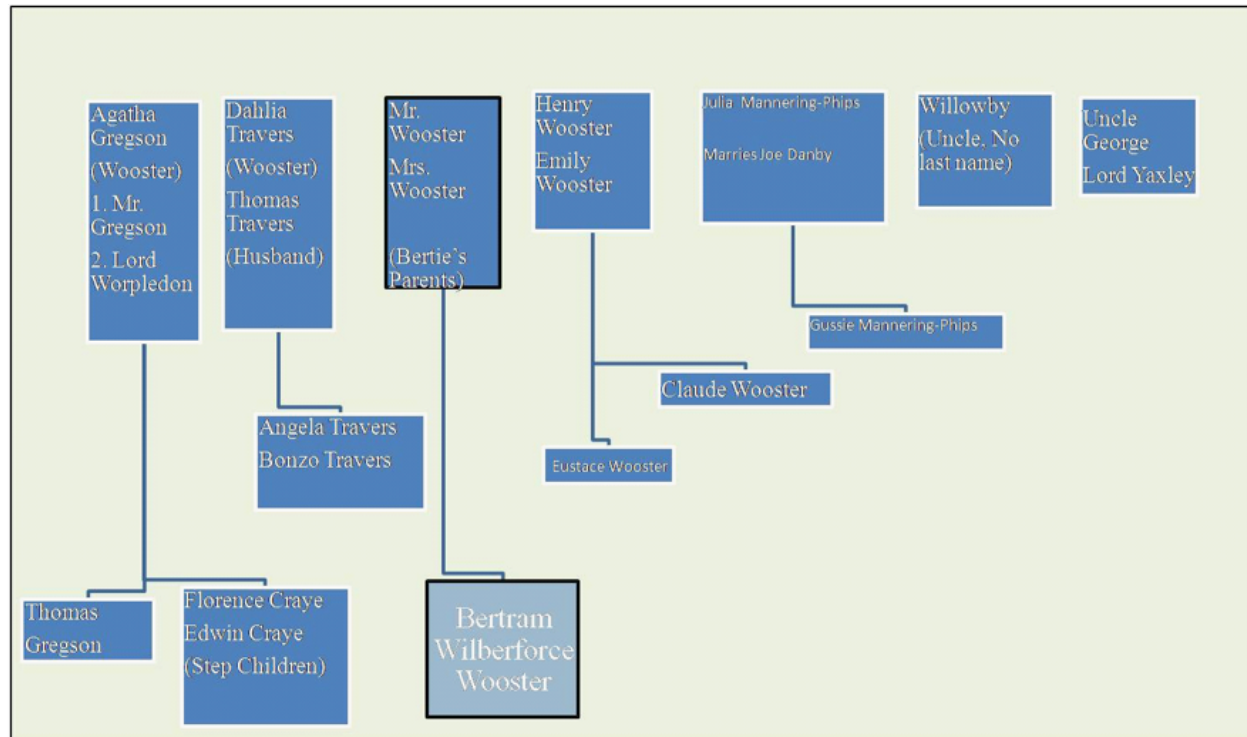 Agatha
Gregson
(Wooster)
1. Mr.
Gregson
2. Lord
Worpledon
Dahlia
Travers
(Wooster)
Thomas
Travers
(Husband)
Mr.
Wooster
Mrs.
Wooster
(Bertie's
Parents)
Henry
Wooster
Emily
Wooster
Julia Mannering-Phips
Marries Joe Danby
Willowby
(Uncle, No
last name)
Uncle
George
Lord Yaxley
Gussie Mannering-Phips
Claude Wooster
Angela Travers
Bonzo Travers
Eustace Wooster
Thomas
Gregson
Florence Craye
Edwin Craye
(Step Children)
Bertram
Wilberforce
Wooster